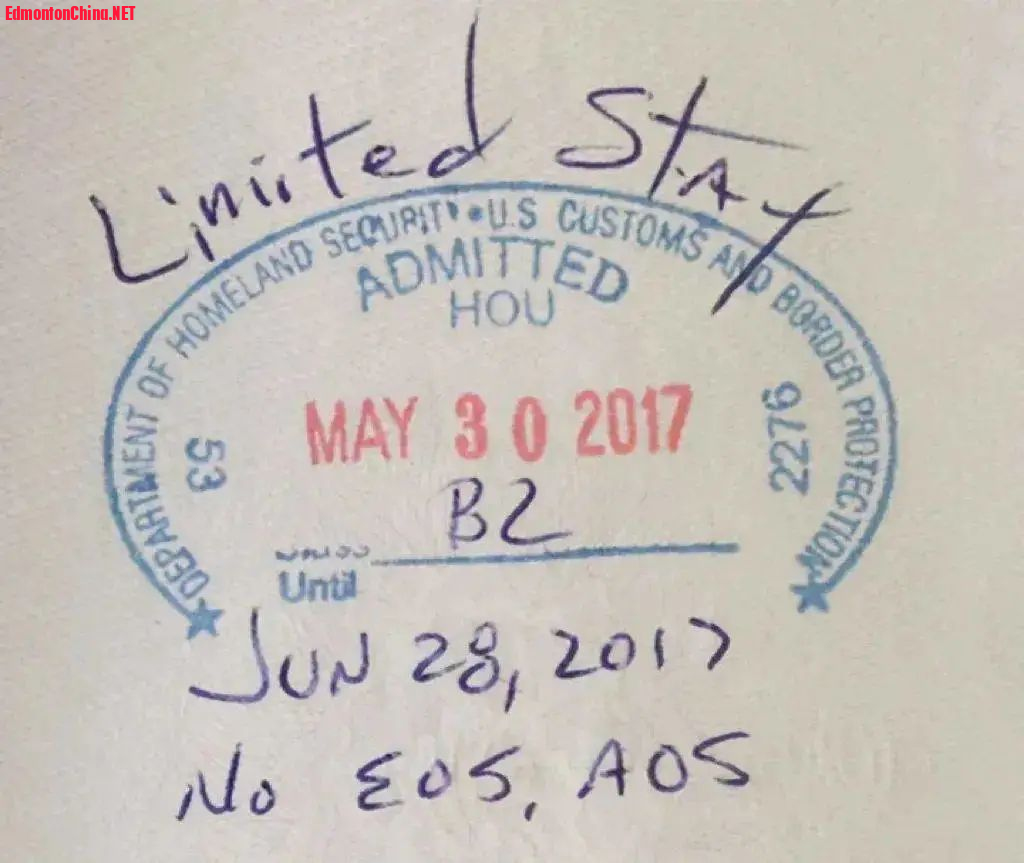 EdmontonChina.NET
Limited Stay
DEPARTMENT OF HOMELAND SECURIT • U.S CUSTOMS AND BORDER PROTECTION
ADMITTED
HOU
53
MAY 30 2017
2276
B2
Until
JUN 28, 2017
No EOS, AOS